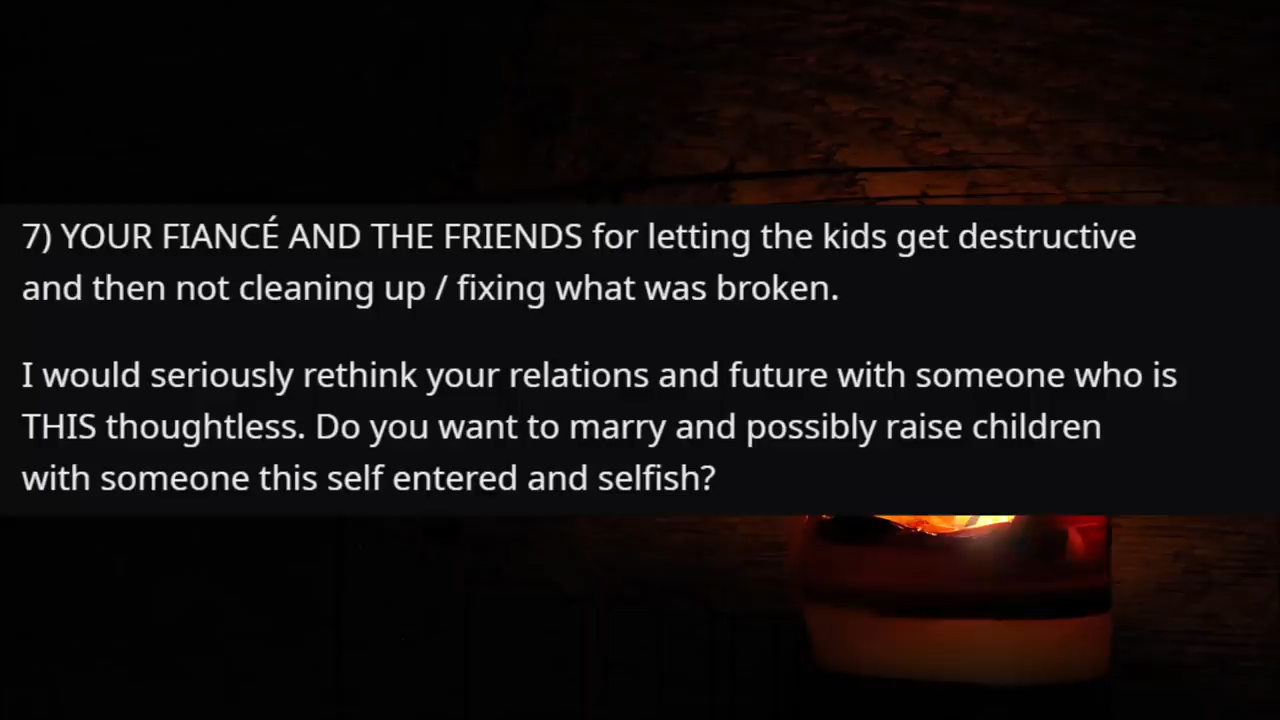 7) YOUR FIANCÉ AND THE FRIENDS for letting the kids get destructive
and then not cleaning up / fixing what was broken.
I would seriously rethink your relations and future with someone who is
THIS thoughtless. Do you want to marry and possibly raise children
with someone this self entered and selfish?